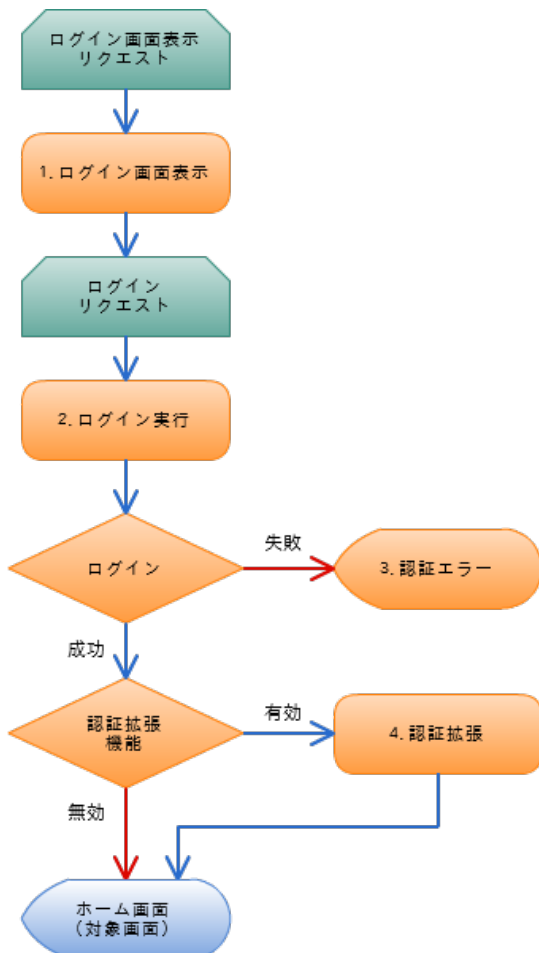 ログイン画面表示
リクエスト
1.ログイン画面表示
ログイン
リクエスト
2.ログイン実行
ログイン
失敗
3.認証エラー
成功
認証拡張
機能
有効
4.認証拡張
無効
ホーム画面
(対象画面)